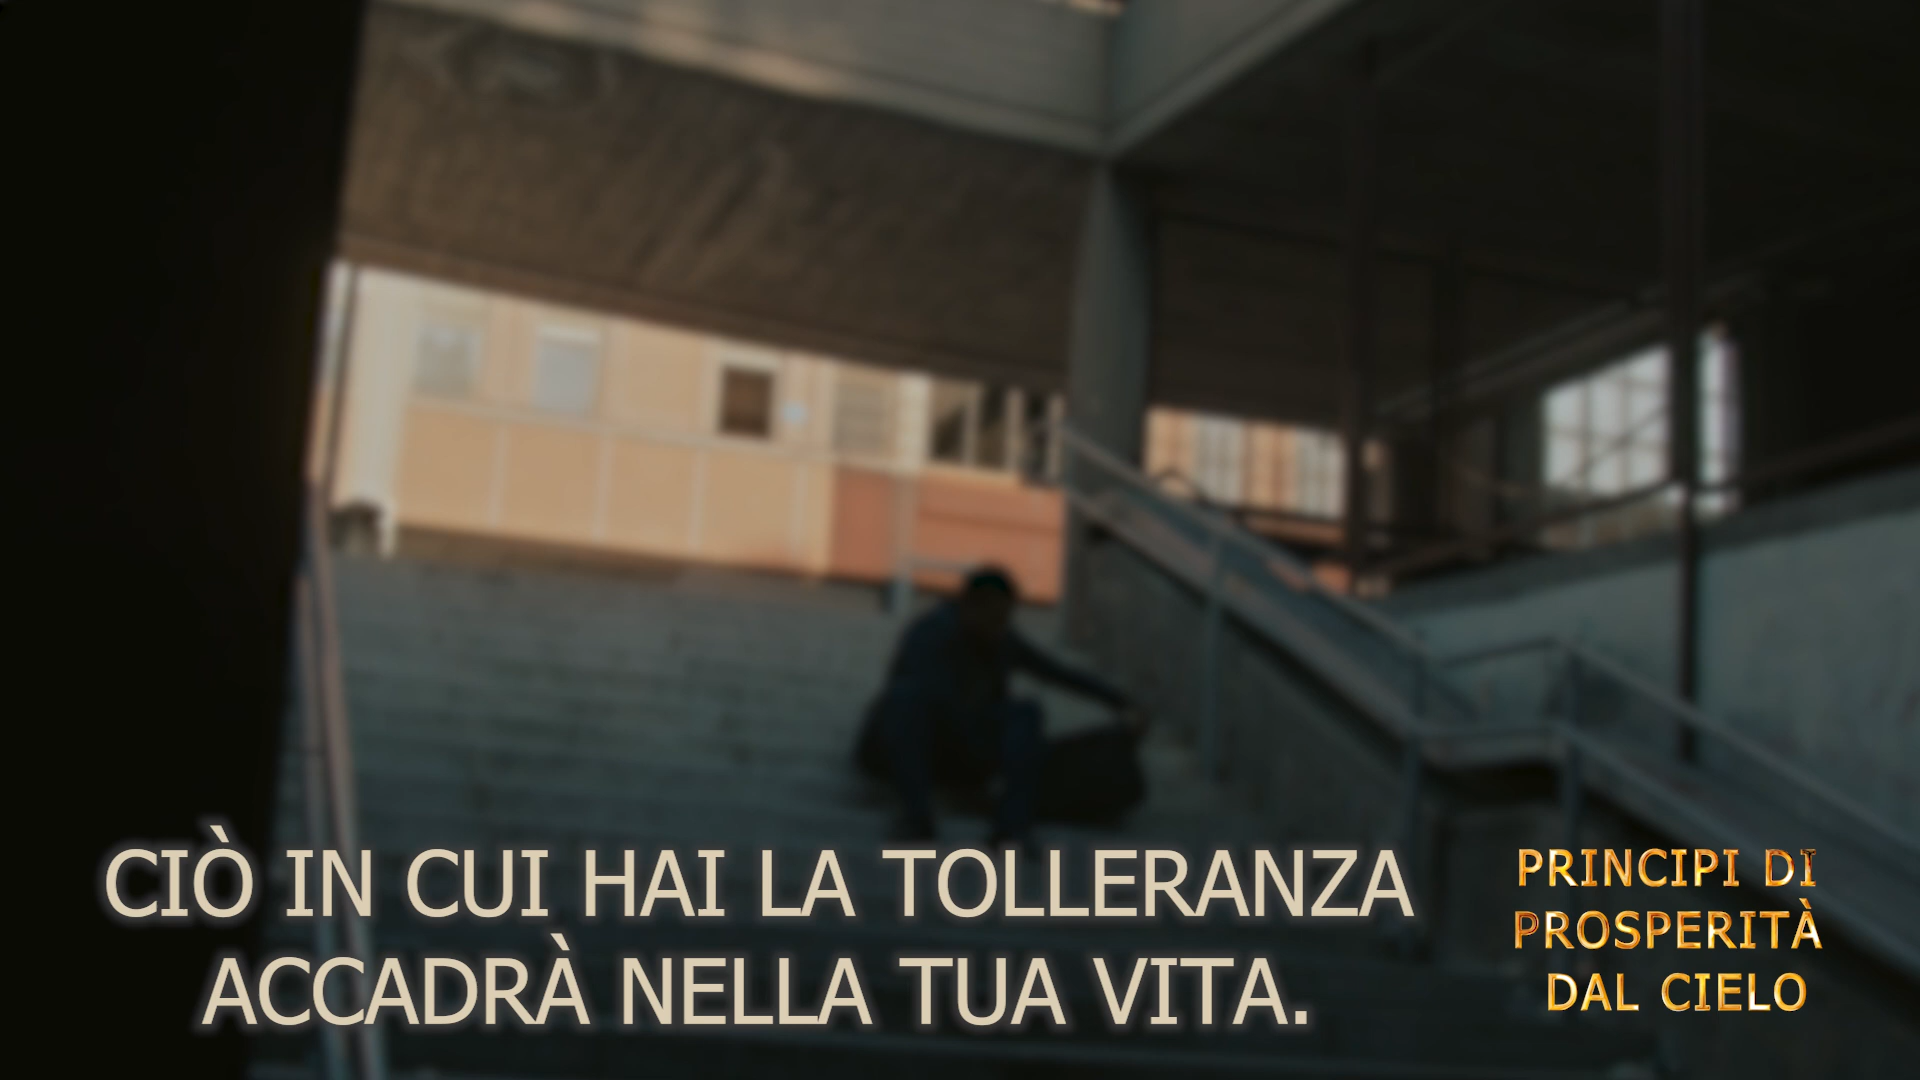 CIÒ IN CUI HAI LA TOLLERANZA
ACCADRÀ NELLA TUA VITA.
PRINCIPI DI
PROSPERITÀ
DAL CIELO